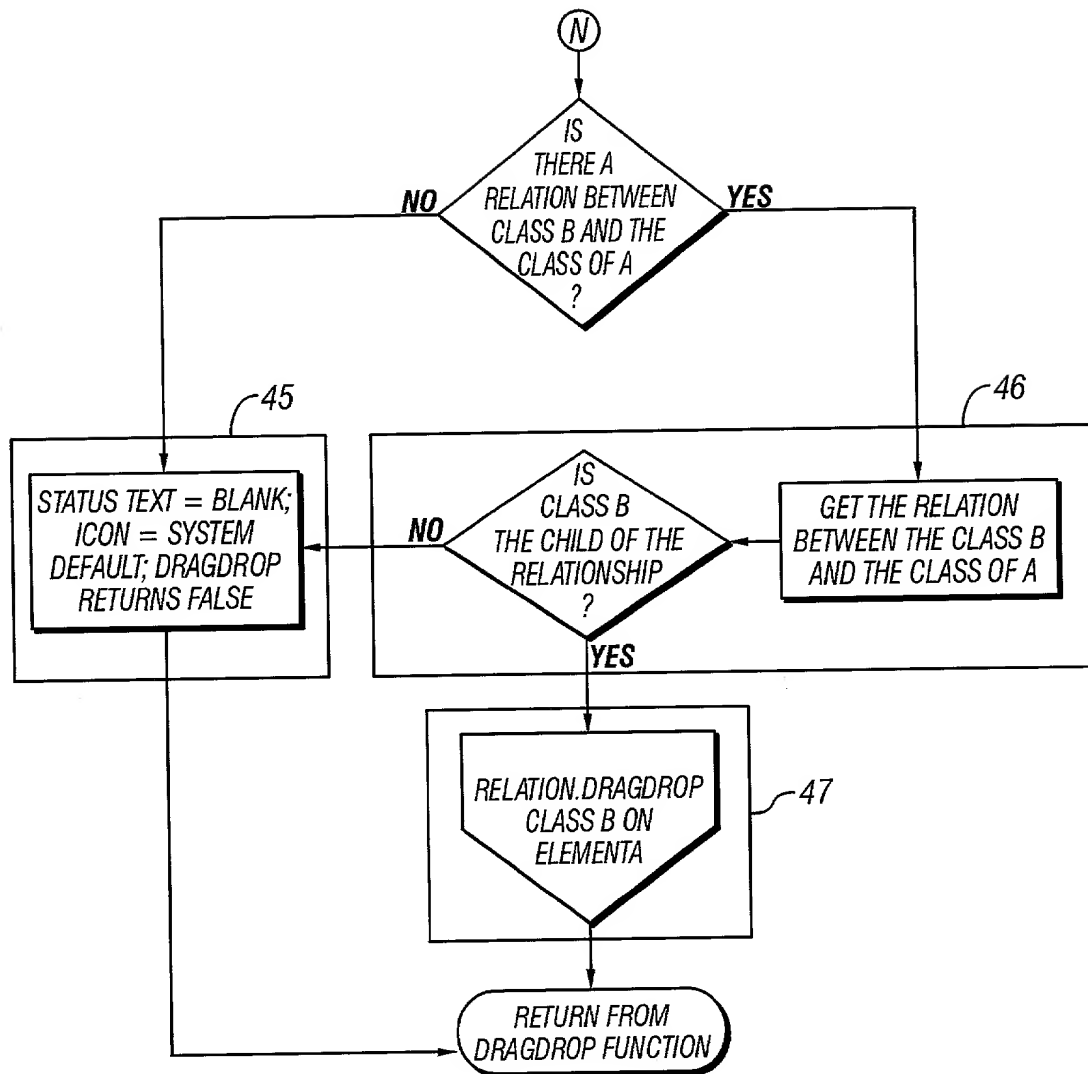 N
IS
THERE A
RELATION BETWEEN
CLASS B AND THE
CLASS OF A
?
NO
YES
45
46
STATUS TEXT = BLANK;
ICON = SYSTEM
DEFAULT; DRAGDROP
RETURNS FALSE
NO
IS
CLASS B
THE CHILD OF THE
RELATIONSHIP
?
YES
GET THE RELATION
BETWEEN THE CLASS B
AND THE CLASS OF A
RELATION.DRAGDROP
CLASS B ON
ELEMENTA
47
RETURN FROM
DRAGDROP FUNCTION